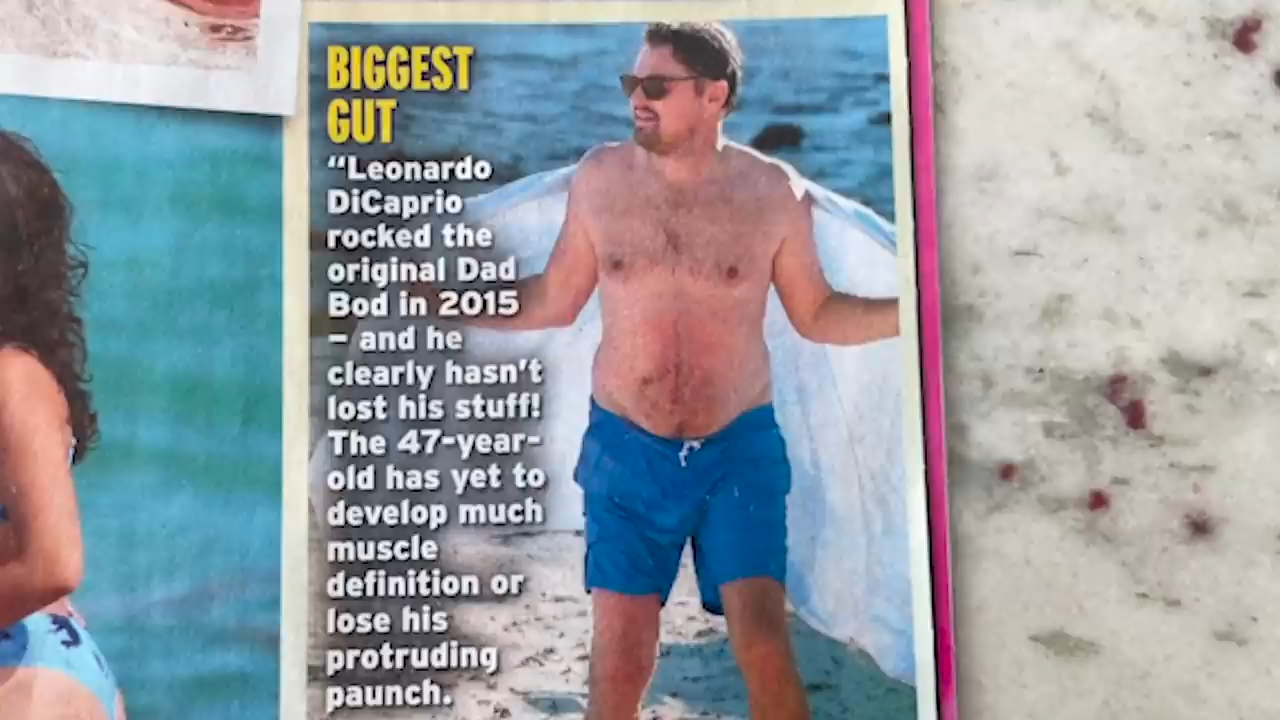 BIGGEST
GUT
“Leonardo
DiCaprio
rocked the
original Dad
Bod in 2015
– and he
clearly hasn’t
lost his stuff!
The 47-year-
old has yet to
develop much
muscle
definition or
lose his
protruding
paunch.